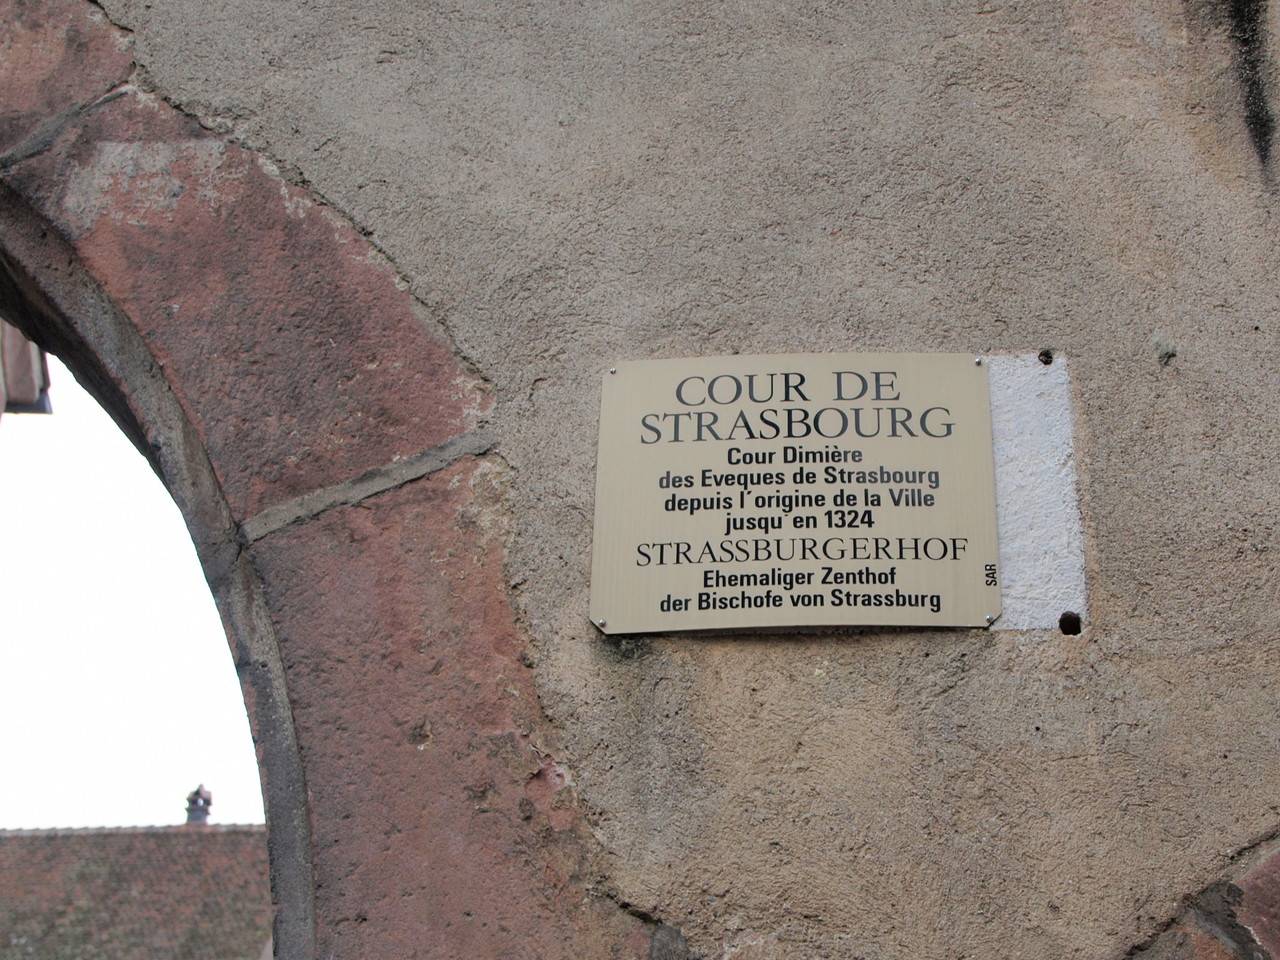 COUR DE
STRASBOURG
Cour Dimière
des Eveques de Strasbourg
depuis l'origine de la Ville
jusqu'en 1324
STRASSBURGERHOF
Ehemaliger Zenthof
der Bischofe von Strassburg
SAR